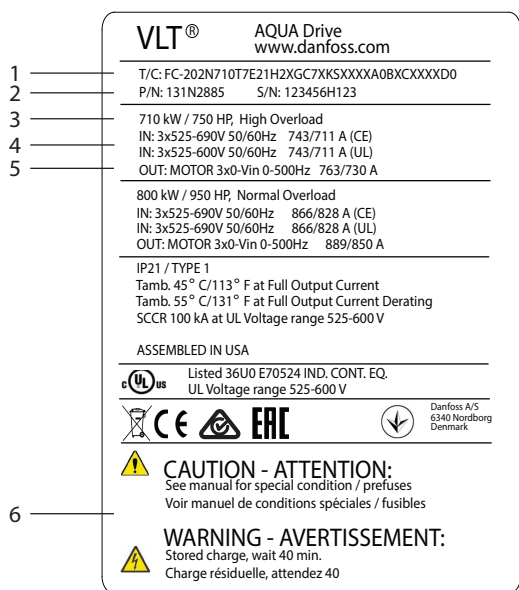 VLT® AQUA Drive
www.danfoss.com
1 T/C: FC-202N710T7E21H2XGC7XKSXXXXA0BXCXXXXD0
2 P/N: 131N2885 S/N: 123456H123
3 710 kW / 750 HP, High Overload
4 IN: 3x525-690V 50/60Hz 743/711 A (CE)
IN: 3x525-600V 50/60Hz 743/711 A (UL)
5 OUT: MOTOR 3x0-Vin 0-500Hz 763/730 A
800 kW / 950 HP, Normal Overload
IN: 3x525-690V 50/60Hz 866/828 A (CE)
IN: 3x525-690V 50/60Hz 866/828 A (UL)
OUT: MOTOR 3x0-Vin 0-500Hz 889/850 A
IP21 / TYPE 1
Tamb. 45° C/113° F at Full Output Current
Tamb. 55° C/131° F at Full Output Current Derating
SCCR 100 kA at UL Voltage range 525-600 V
ASSEMBLED IN USA
c UL us Listed 36U0 E70524 IND. CONT. EQ.
UL Voltage range 525-600 V
CE EAC
Danfoss A/S
6340 Nordborg
Denmark
CAUTION - ATTENTION:
See manual for special condition / prefuses
Voir manuel de conditions spéciales / fusibles
6
WARNING - AVERTISSEMENT:
Stored charge, wait 40 min.
Charge résiduelle, attendez 40